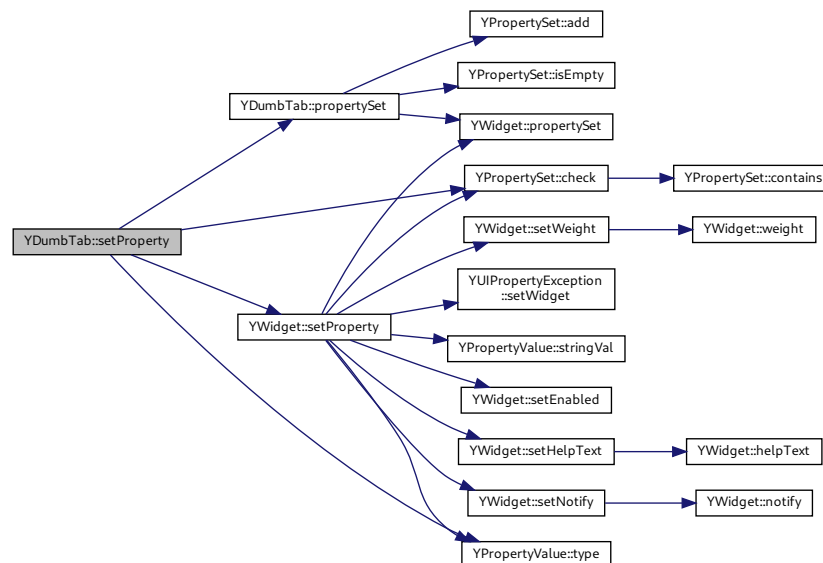 YPropertySet::add
YPropertySet::isEmpty
YDumbTab::propertySet
YWidget::propertySet
YPropertySet::check
YPropertySet::contains
YWidget::setWeight
YWidget::weight
YDumbTab::setProperty
YUIPropertyException
::setWidget
YWidget::setProperty
YPropertyValue::stringVal
YWidget::setEnabled
YWidget::setHelpText
YWidget::helpText
YWidget::setNotify
YWidget::notify
YPropertyValue::type